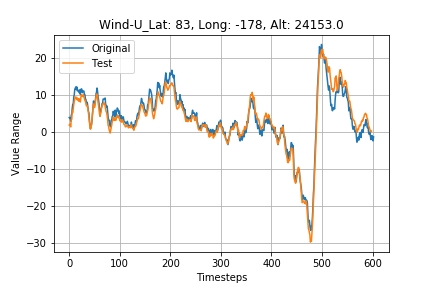 Wind-U_Lat: 83, Long: -178, Alt: 24153.0
Original
Test
Value Range
20
10
0
−10
−20
−30
0 100 200 300 400 500 600
Timesteps